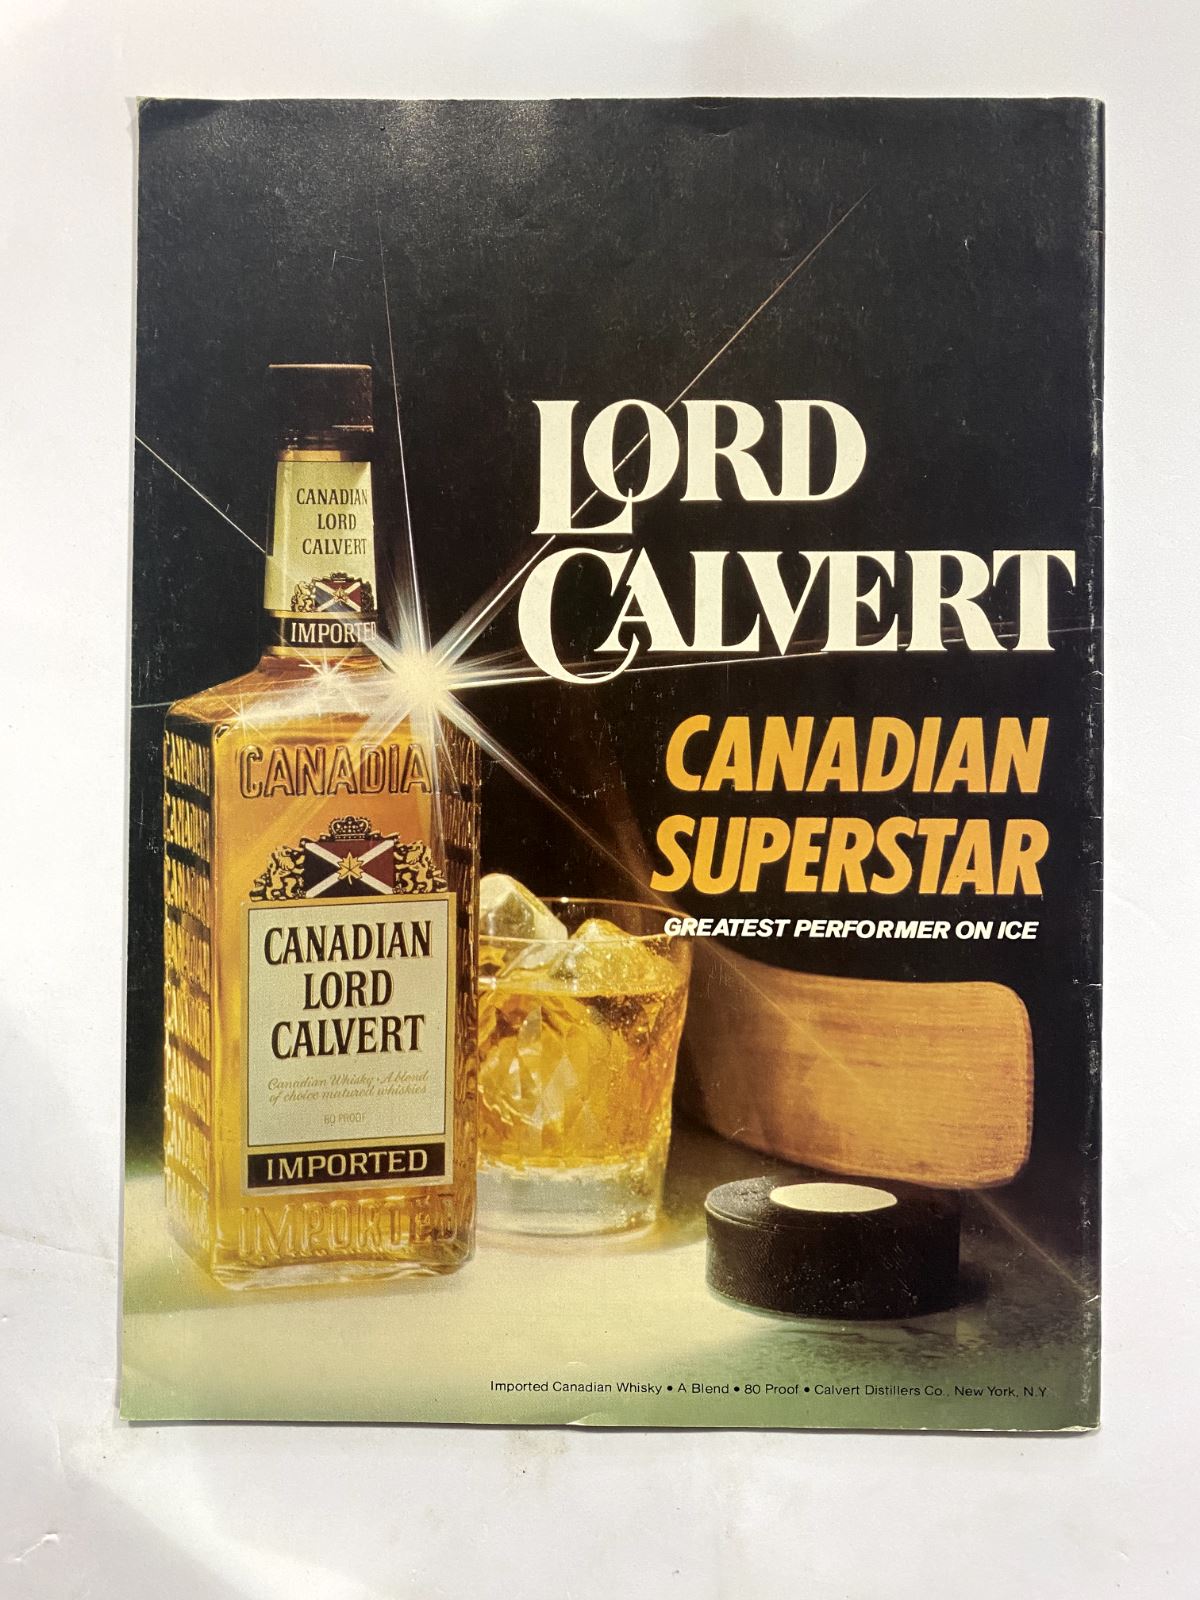 LORD
CALVERT
CANADIAN
SUPERSTAR
GREATEST PERFORMER ON ICE
CANADIAN
LORD
CALVERT
IMPORTED
CANADIA
CANADIAN
LORD
CALVERT
Canadian Whisky • A blend
of choice matured whiskies
80 PROOF
IMPORTED
IMPORTED
Imported Canadian Whisky • A Blend • 80 Proof • Calvert Distillers Co., New York, N.Y.